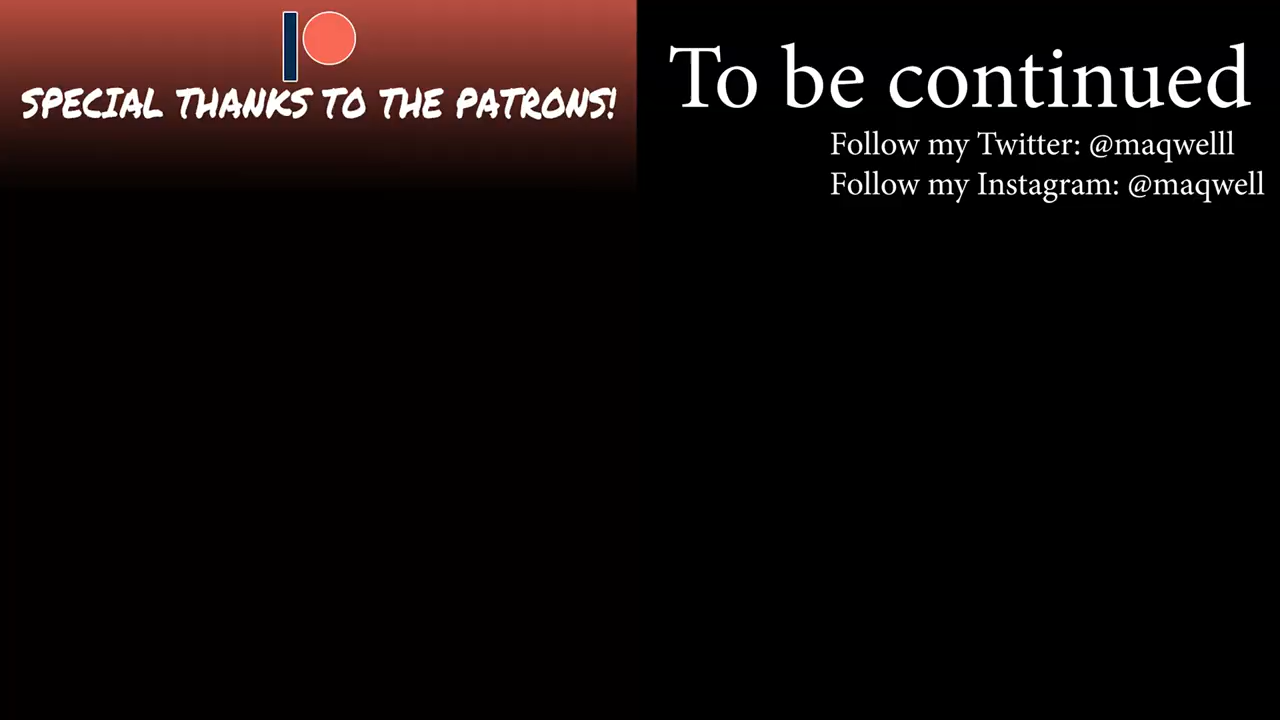 SPECIAL THANKS TO THE PATRONS!
To be continued
Follow my Twitter: @maqwelll
Follow my Instagram: @maqwell